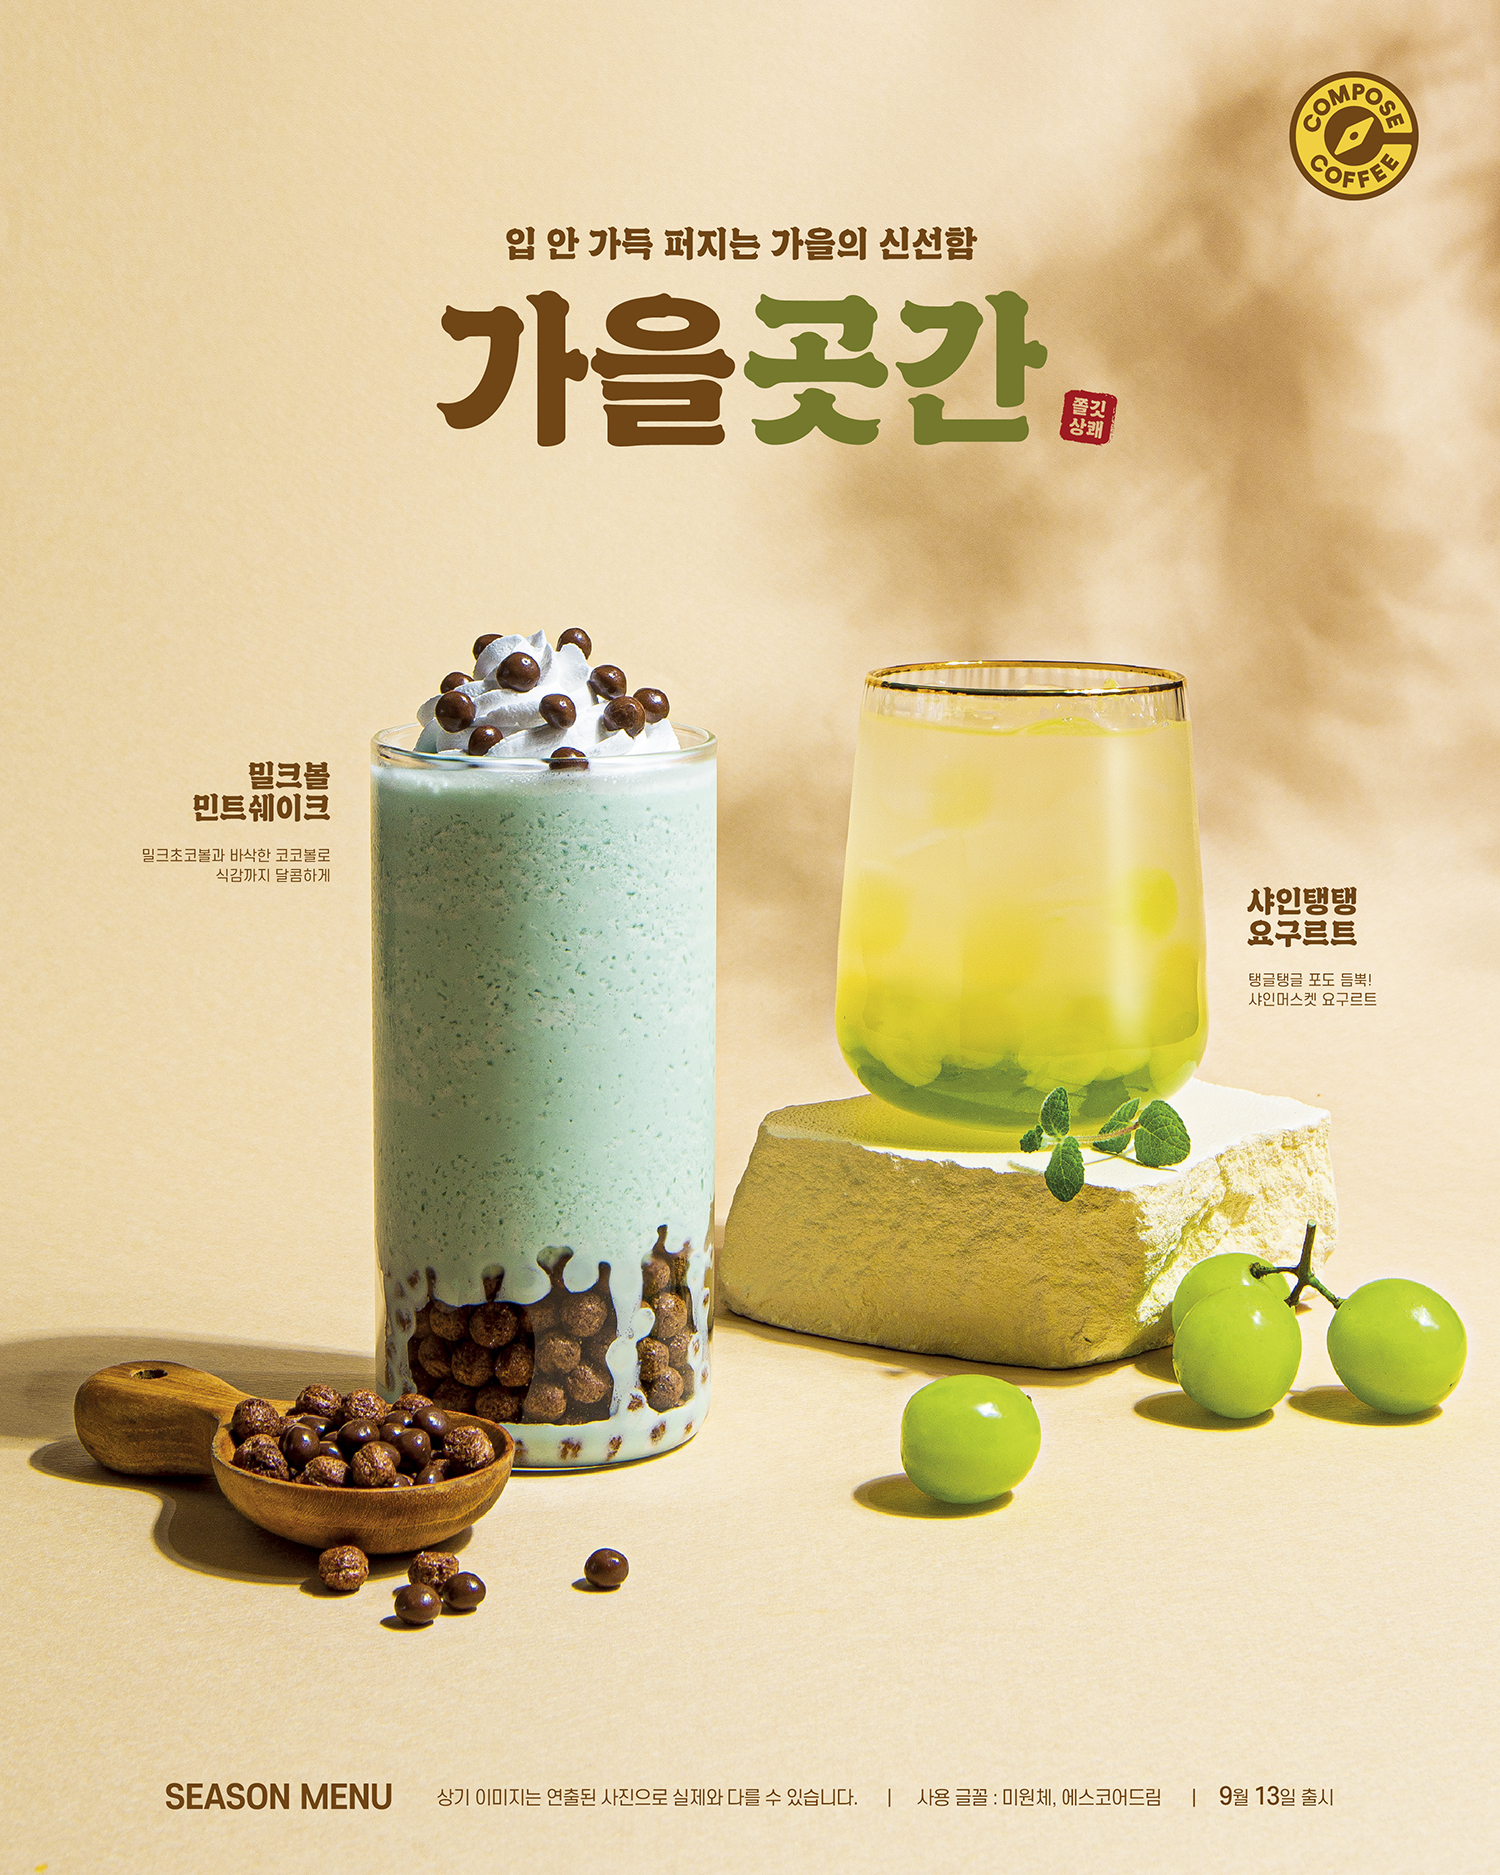 COMPOSE COFFEE
입 안 가득 퍼지는 가을의 신선함
가을곳간
쫄깃
상쾌
밀크볼
민트쉐이크
밀크초코볼과 바삭한 코코볼로
식감까지 달콤하게
샤인탱탱
요구르트
탱글탱글 포도 듬뿍!
샤인머스켓 요구르트
SEASON MENU 상기 이미지는 연출된 사진으로 실제와 다를 수 있습니다. | 사용 글꼴 : 미원체, 에스코어드림 | 9월 13일 출시